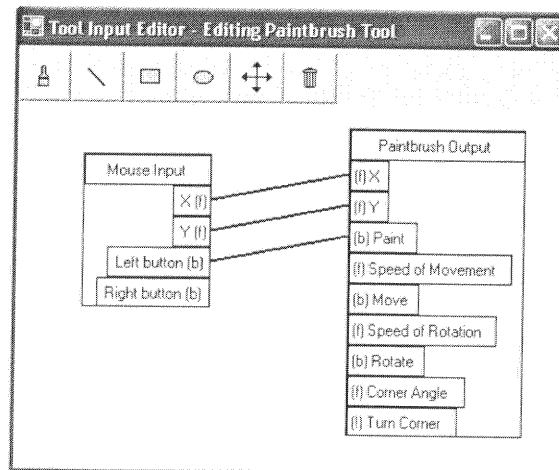 Tool Input Editor - Editing Paintbrush Tool
Mouse Input
X (f)
Y (f)
Left button (b)
Right button (b)
Paintbrush Output
(f) X
(f) Y
(b) Paint
(f) Speed of Movement
(b) Move
(f) Speed of Rotation
(b) Rotate
(f) Corner Angle
(f) Turn Corner